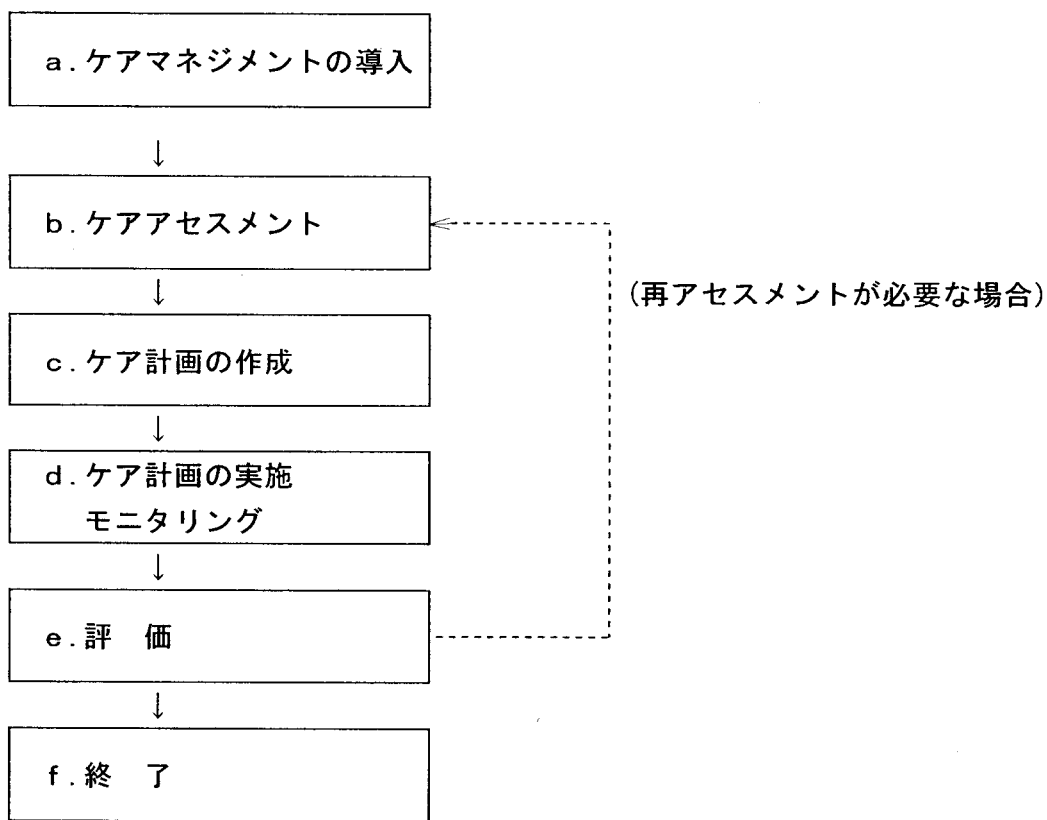 a.ケアマネジメントの導入
↓
b.ケアアセスメント
↓
(再アセスメントが必要な場合)
c.ケア計画の作成
↓
d.ケア計画の実施
モニタリング
↓
e.評　価
↓
f.終　了